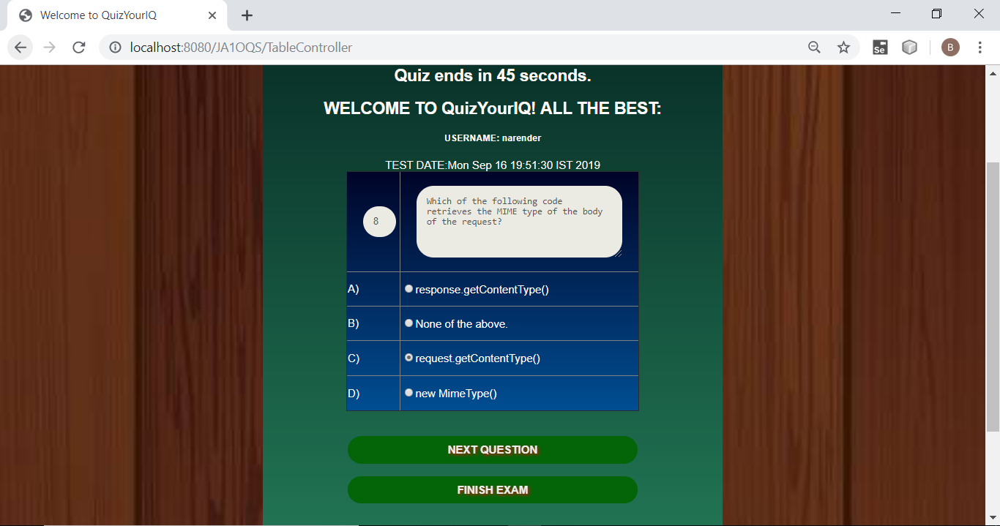 Welcome to QuizYourIQ
localhost:8080/JA1OQS/TableController
Se
B
Quiz ends in 45 seconds.
WELCOME TO QuizYourIQ! ALL THE BEST:
USERNAME: narender
TEST DATE:Mon Sep 16 19:51:30 IST 2019
8
Which of the following code
retrieves the MIME type of the body
of the request?
A) response.getContentType()
B) None of the above.
C) request.getContentType()
D) new MimeType()
NEXT QUESTION
FINISH EXAM